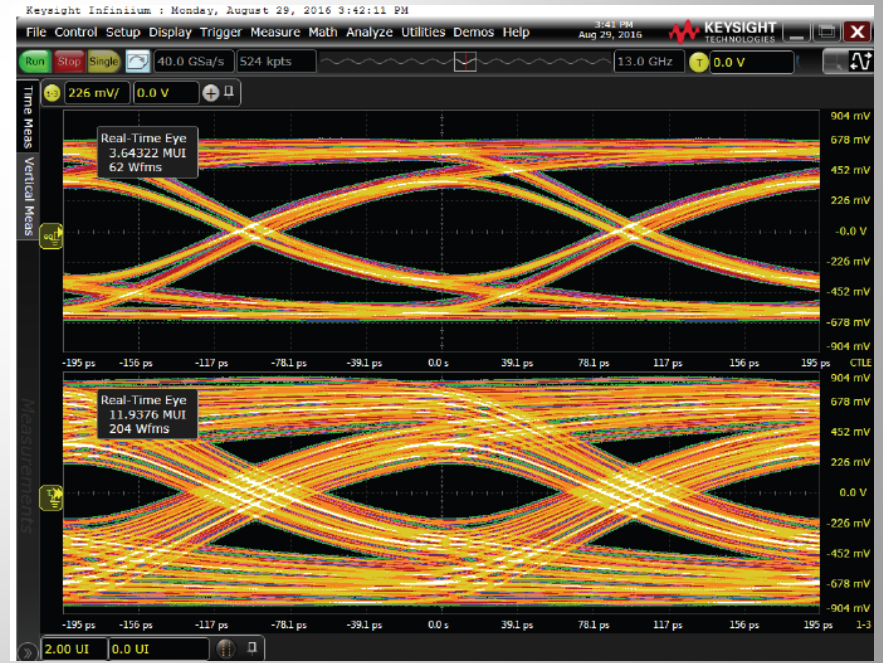 Keysight Infiniium : Monday, August 29, 2016 3:42:11 PM
File Control Setup Display Trigger Measure Math Analyze Utilities Demos Help
3:41 PM
Aug 29, 2016
KEYSIGHT
TECHNOLOGIES
Run Stop Single 40.0 GSa/s 524 kpts 13.0 GHz T 0.0 V
1-3 226 mV/ 0.0 V
Time Meas
Vertical Meas
Measurements
Real-Time Eye
3.64322 MUI
62 Wfms
904 mV
678 mV
452 mV
226 mV
-0.0 V
-226 mV
-452 mV
-678 mV
-904 mV
-195 ps -156 ps -117 ps -78.1 ps -39.1 ps 0.0 s 39.1 ps 78.1 ps 117 ps 156 ps 195 ps CTLE
Real-Time Eye
11.9376 MUI
204 Wfms
904 mV
678 mV
452 mV
226 mV
0.0 V
-226 mV
-452 mV
-678 mV
-904 mV
-195 ps -156 ps -117 ps -78.1 ps -39.1 ps 0.0 s 39.1 ps 78.1 ps 117 ps 156 ps 195 ps 1-3
2.00 UI 0.0 UI